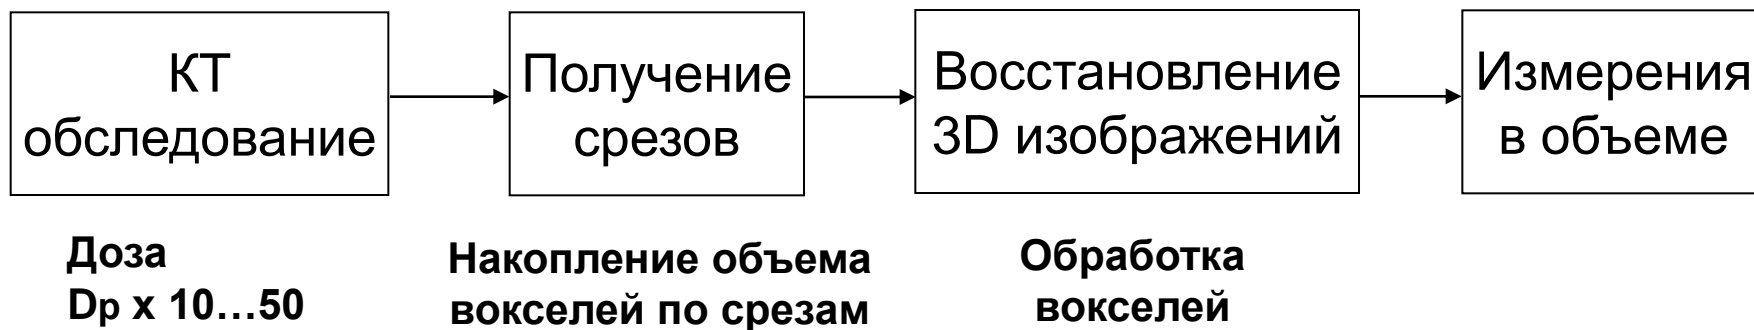 КТ
обследование
Получение
срезов
Восстановление
3D изображений
Измерения
в объеме
Доза
Dp x 10…50
Накопление объема
вокселей по срезам
Обработка
вокселей